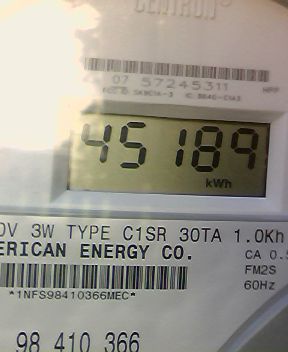 CENTRON®
07 57245311
45189
kWh
0V 3W TYPE C1SR 30TA 1.0Kh
ERICAN ENERGY CO.
CA 0.5
FM2S
*1NFS98410366MEC*
60Hz
98 410 366